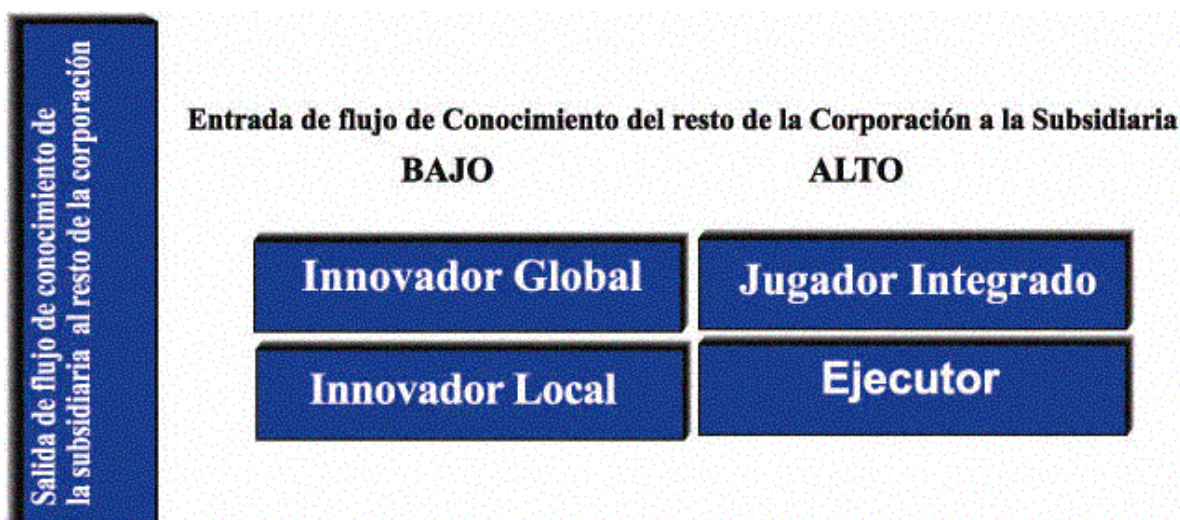 Salida de flujo de conocimiento de
la subsidiaria al resto de la corporación
Entrada de flujo de Conocimiento del resto de la Corporación a la Subsidiaria
BAJO ALTO
Innovador Global Jugador Integrado
Innovador Local Ejecutor